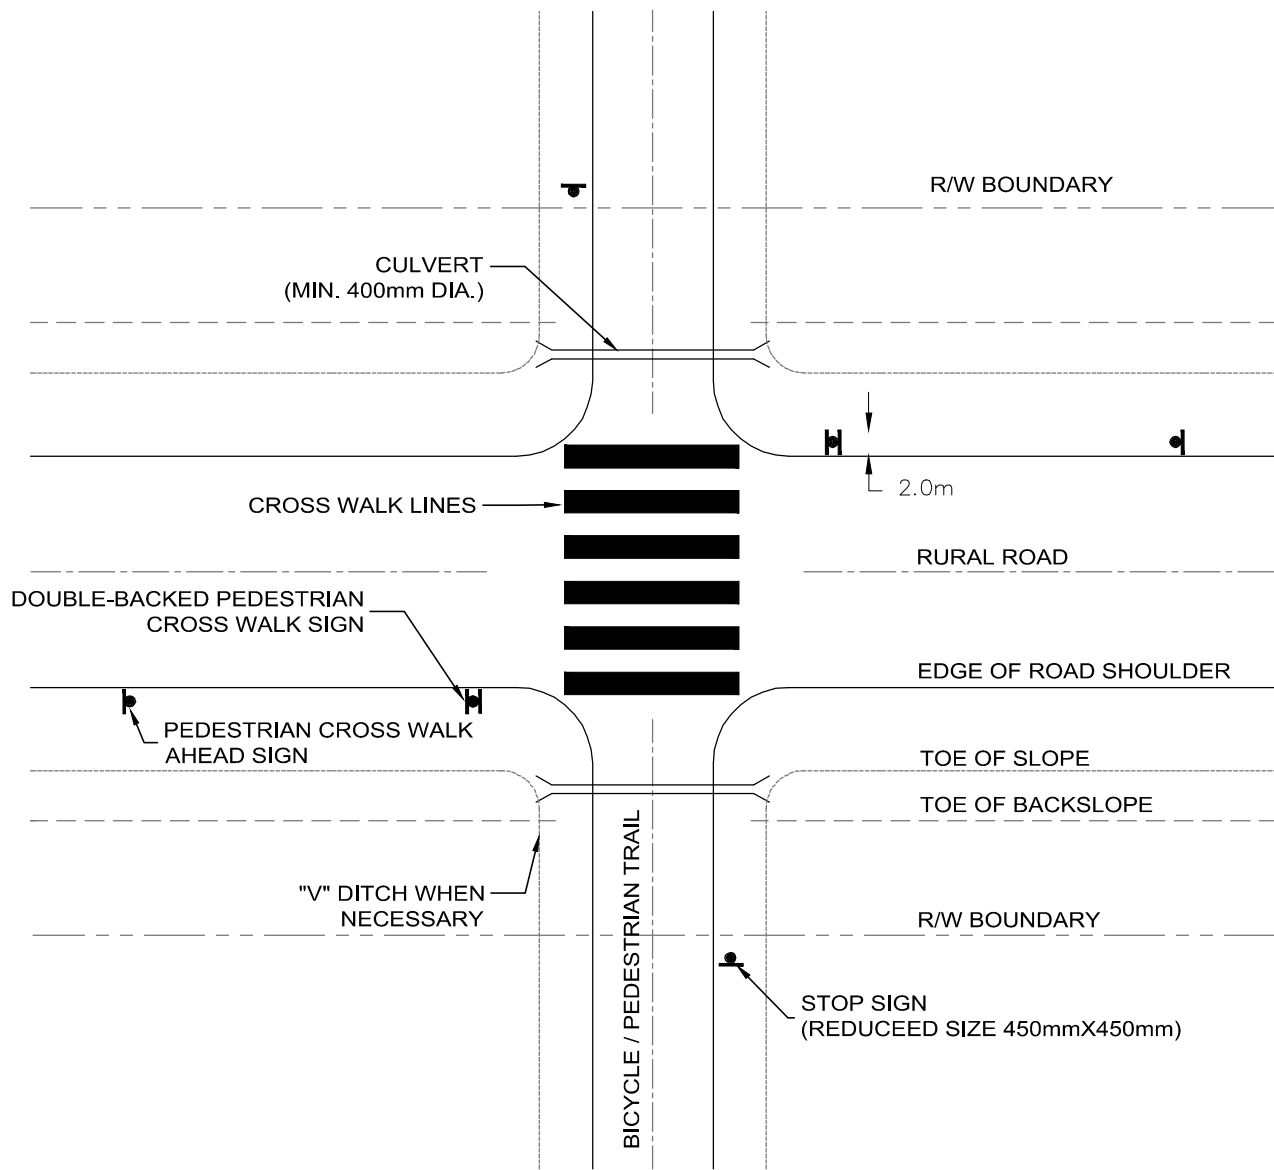 R/W BOUNDARY
CULVERT
(MIN. 400mm DIA.)
2.0m
CROSS WALK LINES
RURAL ROAD
DOUBLE-BACKED PEDESTRIAN
CROSS WALK SIGN
EDGE OF ROAD SHOULDER
PEDESTRIAN CROSS WALK
AHEAD SIGN
TOE OF SLOPE
TOE OF BACKSLOPE
BICYCLE / PEDESTRIAN TRAIL
"V" DITCH WHEN
NECESSARY
R/W BOUNDARY
STOP SIGN
(REDUCEED SIZE 450mmX450mm)